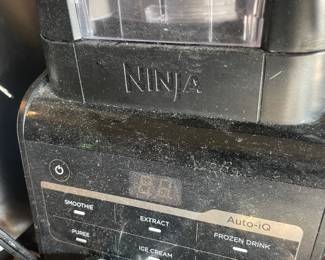 NINJA
Auto-iQ
SMOOTHIE
EXTRACT
FROZEN DRINK
PUREE
ICE CREAM